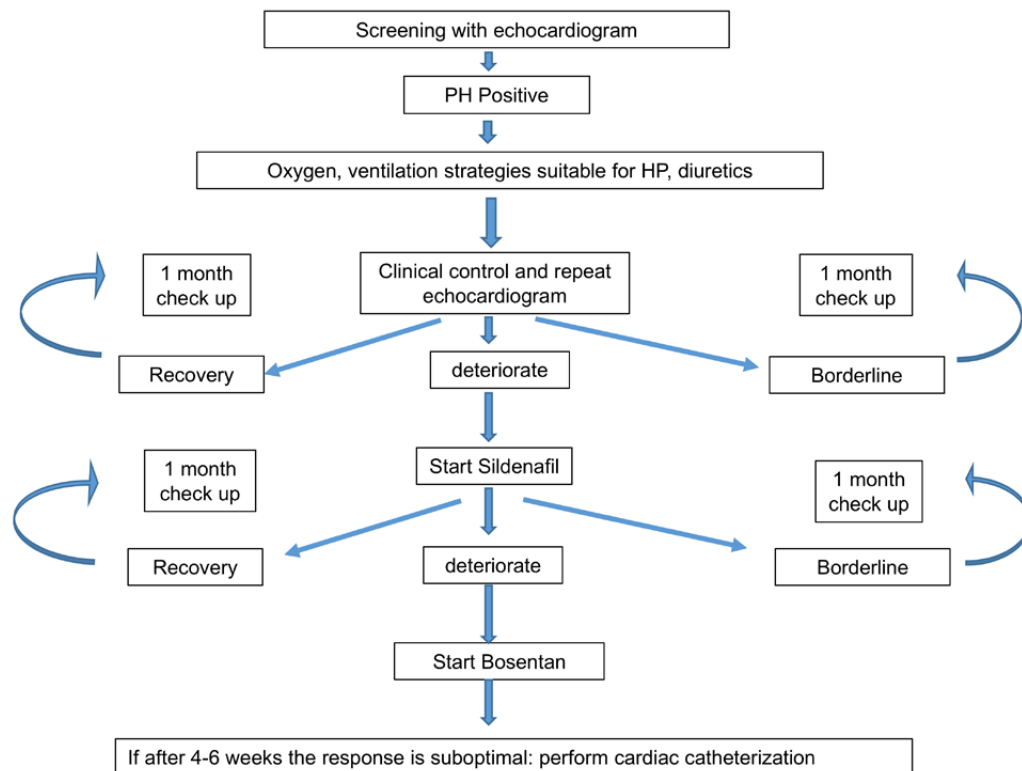 Screening with echocardiogram
PH Positive
Oxygen, ventilation strategies suitable for HP, diuretics
1 month
check up
Clinical control and repeat
echocardiogram
1 month
check up
Recovery
deteriorate
Borderline
1 month
check up
Start Sildenafil
1 month
check up
Recovery
deteriorate
Borderline
Start Bosentan
If after 4-6 weeks the response is suboptimal: perform cardiac catheterization